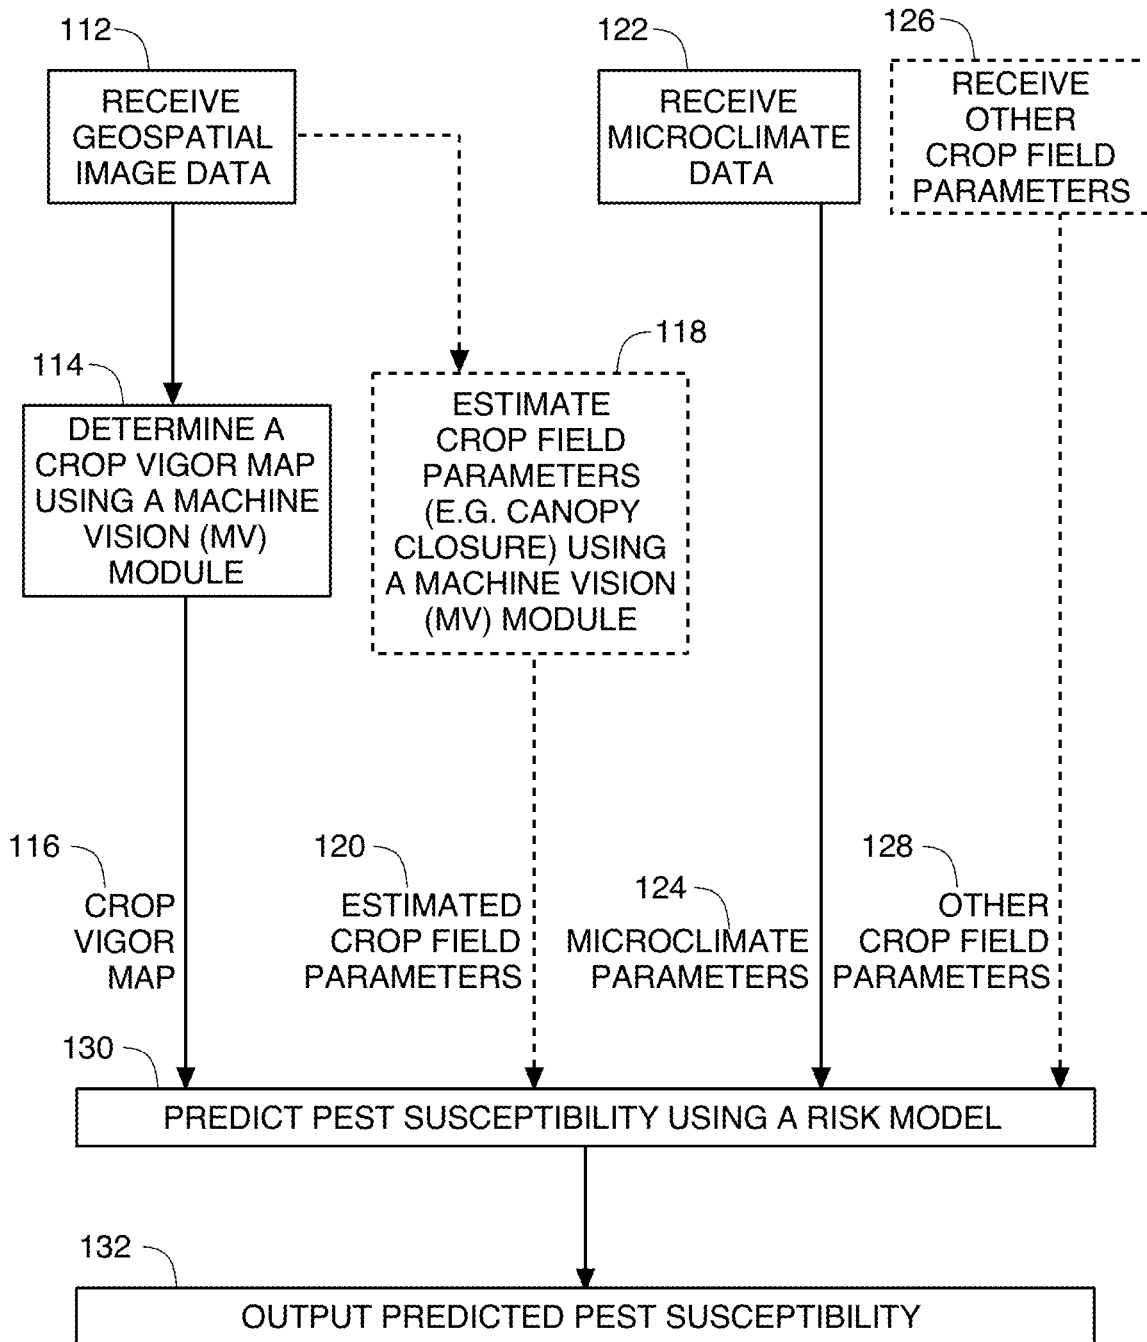 112
RECEIVE
GEOSPATIAL
IMAGE DATA
122
RECEIVE
MICROCLIMATE
DATA
126
RECEIVE
OTHER
CROP FIELD
PARAMETERS
114
DETERMINE A
CROP VIGOR MAP
USING A MACHINE
VISION (MV)
MODULE
118
ESTIMATE
CROP FIELD
PARAMETERS
(E.G. CANOPY
CLOSURE) USING
A MACHINE VISION
(MV) MODULE
116
CROP
VIGOR
MAP
120
ESTIMATED
CROP FIELD
PARAMETERS
124
MICROCLIMATE
PARAMETERS
128
OTHER
CROP FIELD
PARAMETERS
130
PREDICT PEST SUSCEPTIBILITY USING A RISK MODEL
132
OUTPUT PREDICTED PEST SUSCEPTIBILITY